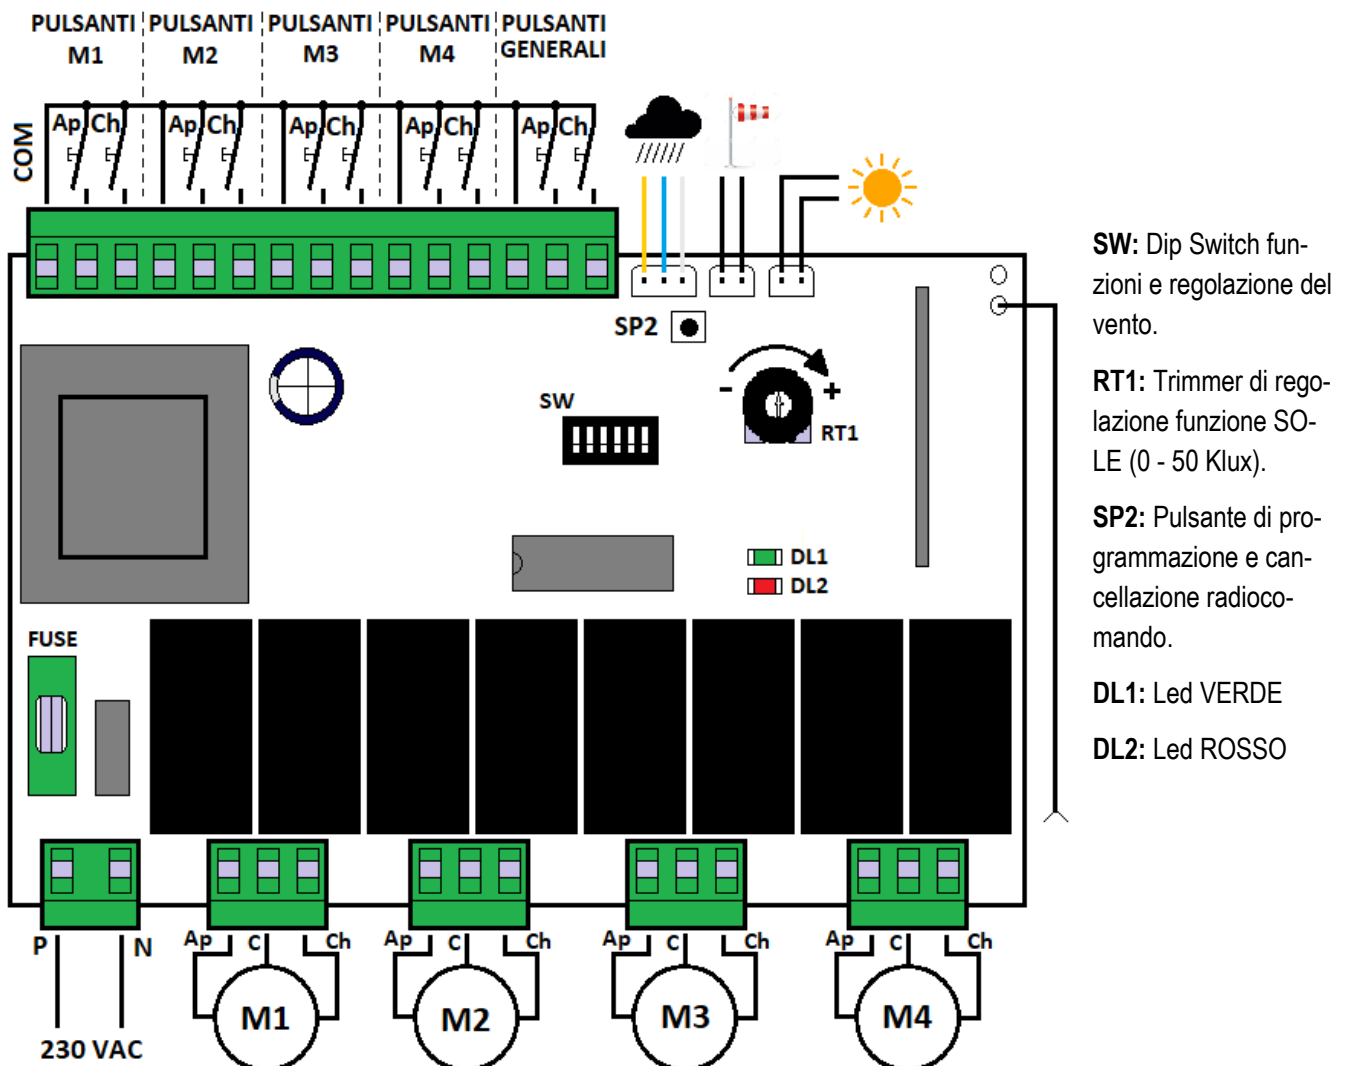 PULSANTI PULSANTI PULSANTI PULSANTI PULSANTI
M1 M2 M3 M4 GENERALI
COM
Ap Ch Ap Ch Ap Ch Ap Ch Ap Ch
SP2
- +
SW
RT1
DL1
DL2
FUSE
P N
Ap C Ch Ap C Ch Ap C Ch Ap C Ch
M1 M2 M3 M4
230 VAC
SW: Dip Switch fun-
zioni e regolazione del
vento.
RT1: Trimmer di rego-
lazione funzione SO-
LE (0 - 50 Klux).
SP2: Pulsante di pro-
grammazione e can-
cellazione radioco-
mando.
DL1: Led VERDE
DL2: Led ROSSO